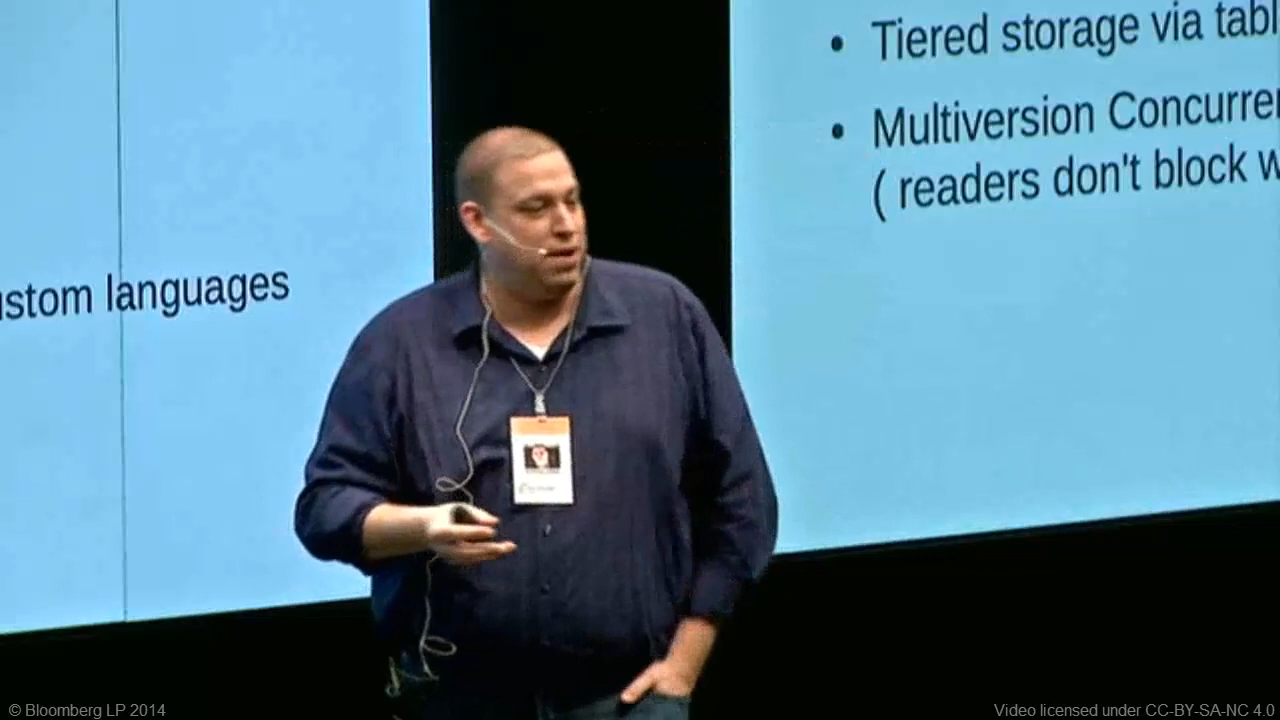 ustom languages
• Tiered storage via tabl
• Multiversion Concurre
( readers don't block w
© Bloomberg LP 2014
Video licensed under CC-BY-SA-NC 4.0